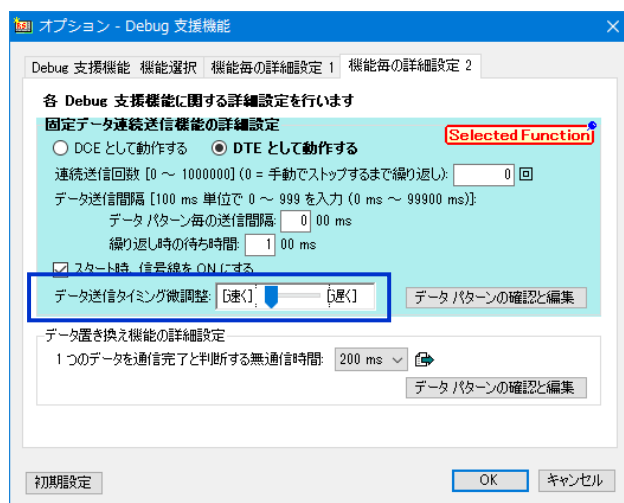 オプション - Debug 支援機能
Debug 支援機能 機能選択 機能毎の詳細設定 1 機能毎の詳細設定 2
各 Debug 支援機能に関する詳細設定を行います
固定データ連続送信機能の詳細設定
Selected Function
DCE として動作する DTE として動作する
連続送信回数 [0 ～ 1000000] (0 = 手動でストップするまで繰り返し): 0 回
データ送信間隔 [100 ms 単位で 0 ～ 999 を入力 (0 ms ～ 99900 ms)]:
データ パターン毎の送信間隔: 0 00 ms
繰り返し時の待ち時間: 1 00 ms
スタート時、信号線を ON にする
データ送信タイミング微調整: [速く] [遅く] データ パターンの確認と編集
データ置き換え機能の詳細設定
1 つのデータを通信完了と判断する無通信時間: 200 ms
データ パターンの確認と編集
初期設定 OK キャンセル